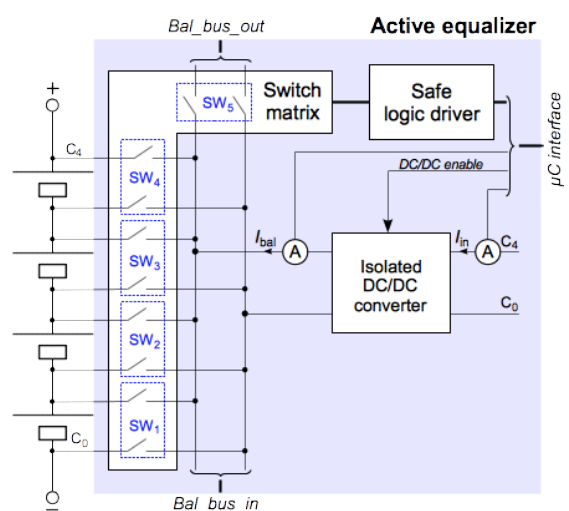 Bal_bus_out
Active equalizer
Switch
matrix
Safe
logic driver
SW5
µC interface
+
C4
DC/DC enable
SW4
Ibal
A
Iin
A
C4
SW3
Isolated
DC/DC
converter
C0
SW2
SW1
C0
Bal_bus_in